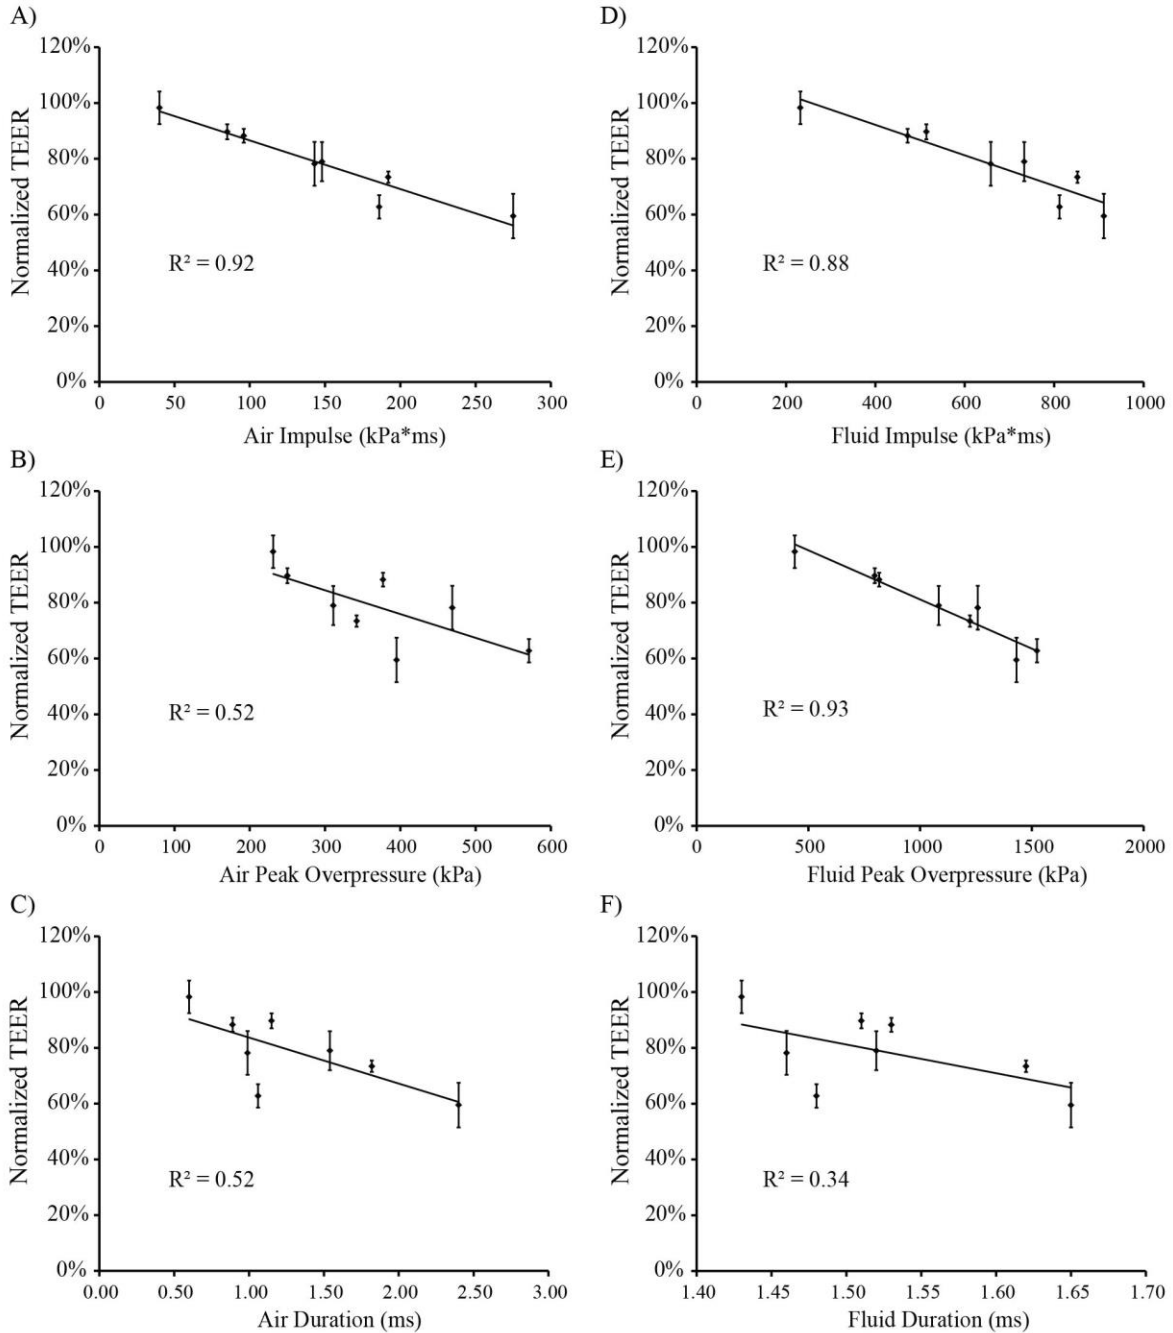 A)
120%
100%
80%
60%
40%
20%
0%
Normalized TEER
R² = 0.92
0 50 100 150 200 250 300
Air Impulse (kPa*ms)
D)
120%
100%
80%
60%
40%
20%
0%
Normalized TEER
R² = 0.88
0 200 400 600 800 1000
Fluid Impulse (kPa*ms)
B)
120%
100%
80%
60%
40%
20%
0%
Normalized TEER
R² = 0.52
0 100 200 300 400 500 600
Air Peak Overpressure (kPa)
E)
120%
100%
80%
60%
40%
20%
0%
Normalized TEER
R² = 0.93
0 500 1000 1500 2000
Fluid Peak Overpressure (kPa)
C)
120%
100%
80%
60%
40%
20%
0%
Normalized TEER
R² = 0.52
0.00 0.50 1.00 1.50 2.00 2.50 3.00
Air Duration (ms)
F)
120%
100%
80%
60%
40%
20%
0%
Normalized TEER
R² = 0.34
1.40 1.45 1.50 1.55 1.60 1.65 1.70
Fluid Duration (ms)